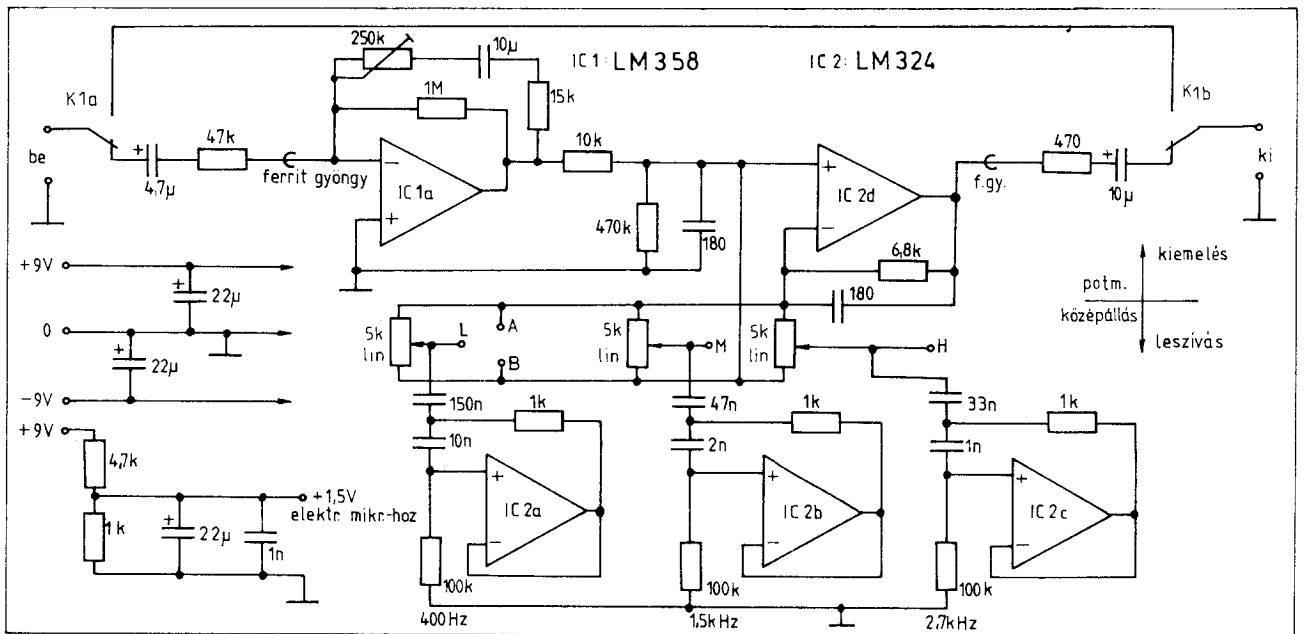 250k
10µ
IC1: LM358
IC2: LM324
K1a
K1b
1M
15k
be
+
4,7µ
47k
ferrit gyöngy
−
IC 1a
+
10k
470k
180
+
IC 2d
−
f.gy.
470
+
10µ
ki
6,8k
180
kiemelés
potm.
középállás
leszívás
+9V
+
22µ
0
+
22µ
-9V
+9V
4,7k
+1,5V
elektr. mikr.-hoz
1k
+
22µ
1n
5k
lin
L
A
B
5k
lin
M
5k
lin
H
150n
10n
1k
+
IC 2a
−
100k
400Hz
47n
2n
1k
+
IC 2b
−
100k
1,5kHz
33n
1n
1k
+
IC 2c
−
100k
2,7kHz